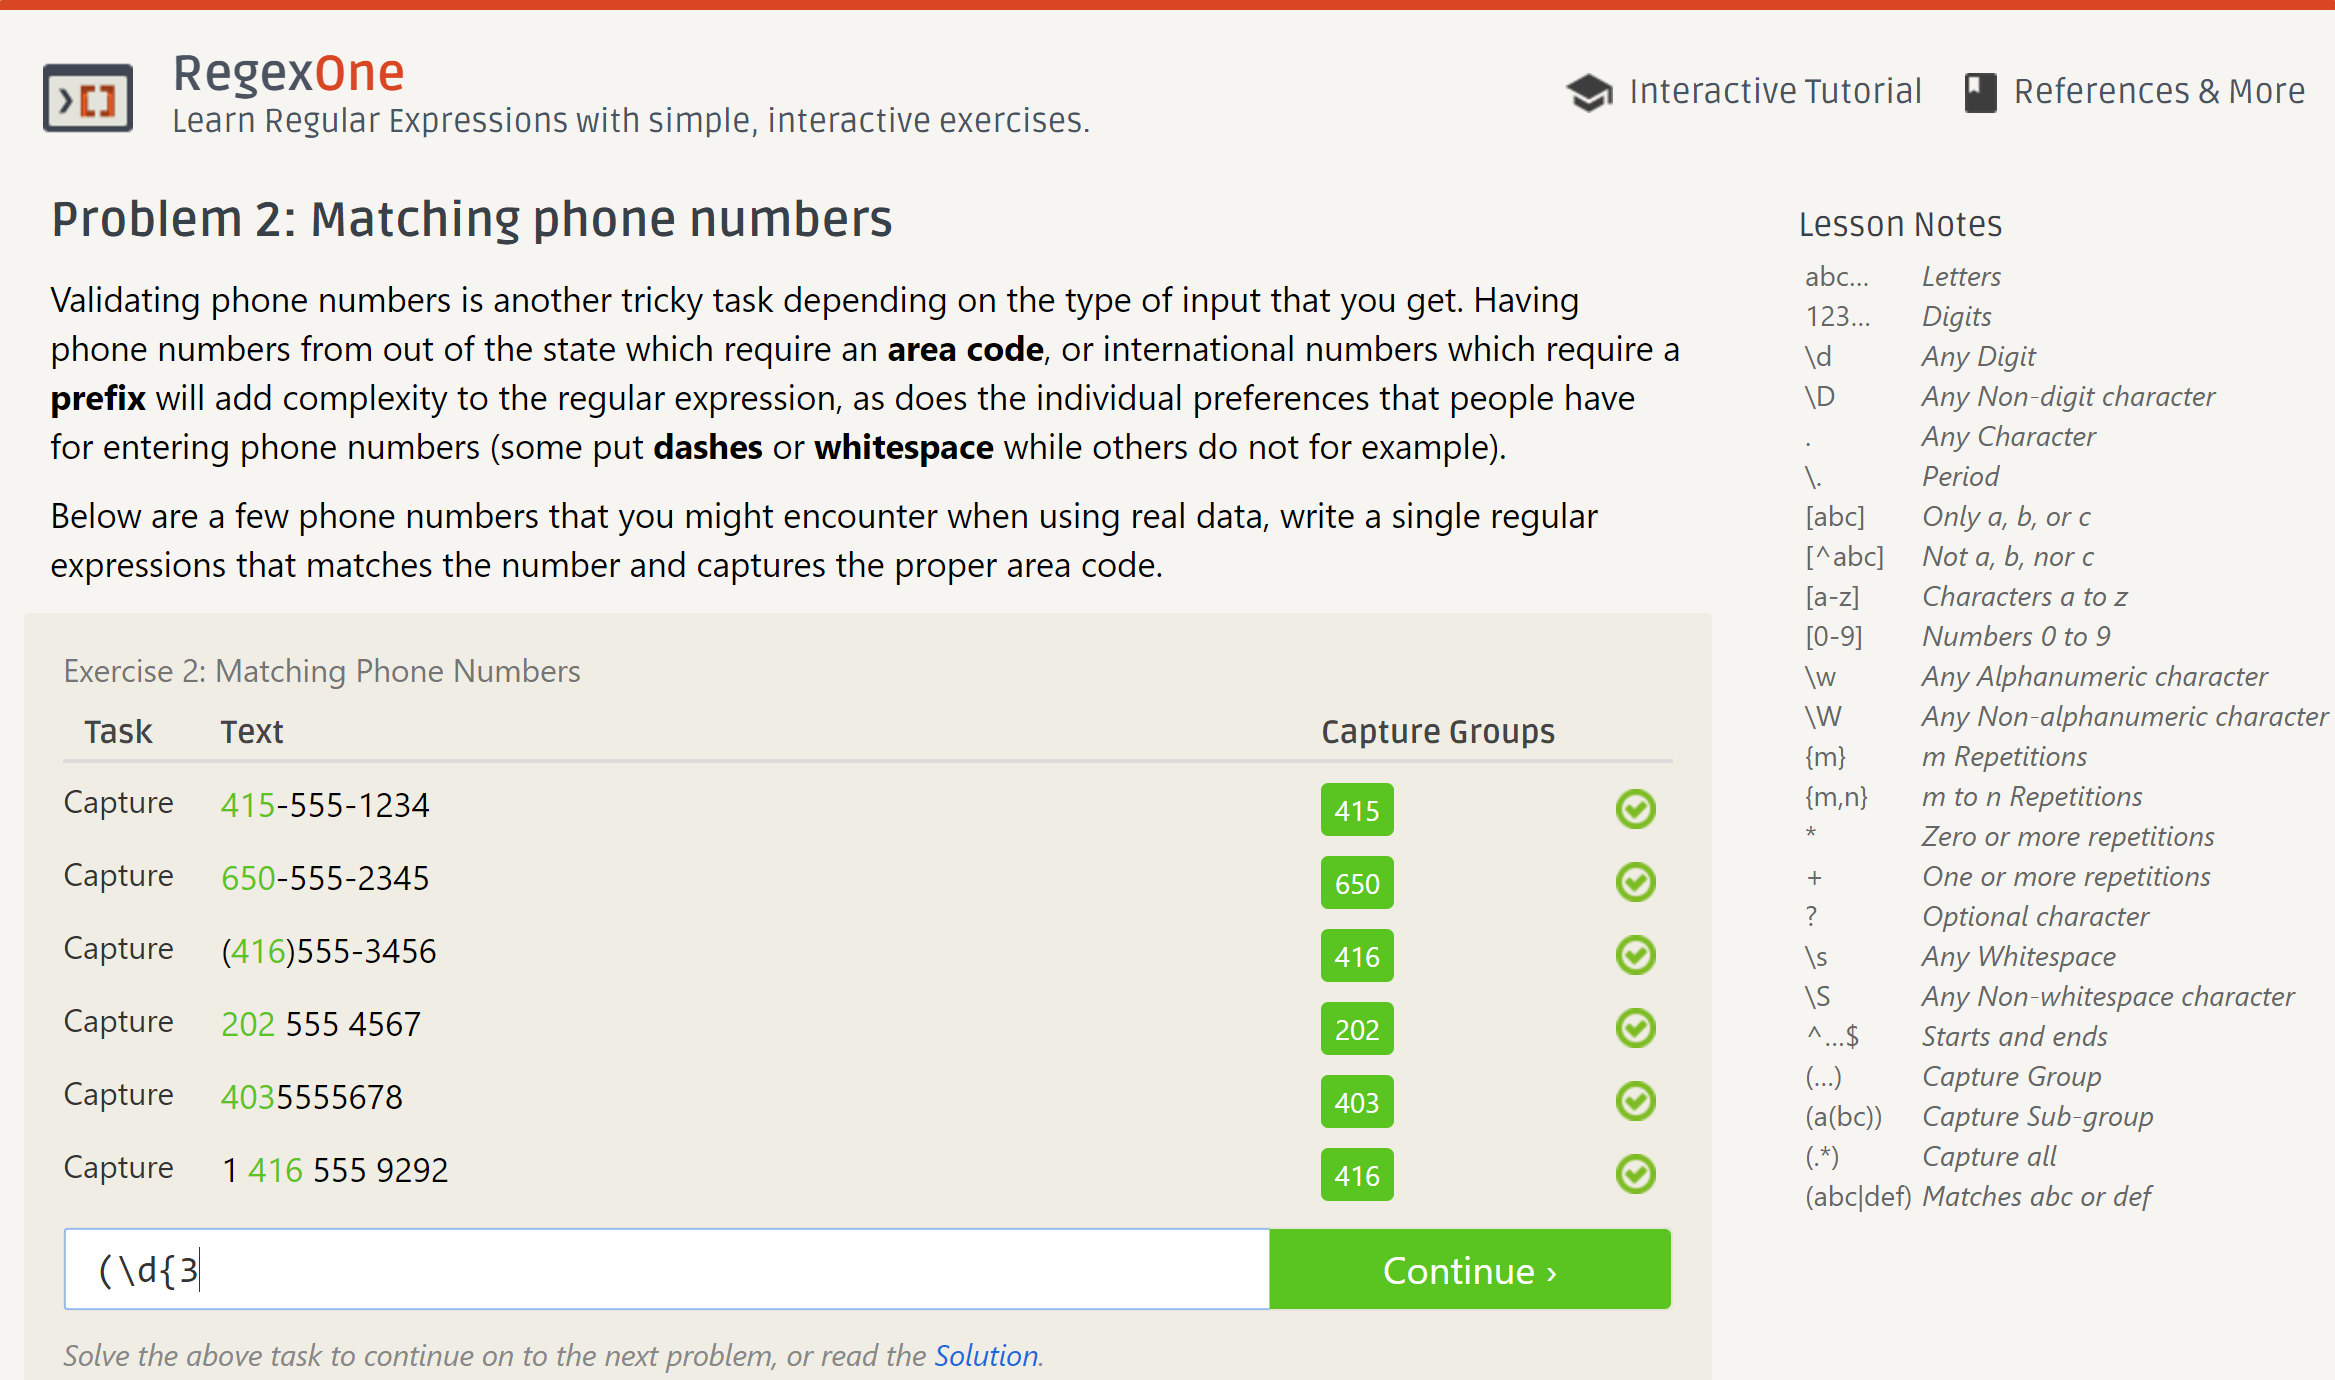 RegexOne
Learn Regular Expressions with simple, interactive exercises.
Interactive Tutorial
References & More
Problem 2: Matching phone numbers
Validating phone numbers is another tricky task depending on the type of input that you get. Having
phone numbers from out of the state which require an area code, or international numbers which require a
prefix will add complexity to the regular expression, as does the individual preferences that people have
for entering phone numbers (some put dashes or whitespace while others do not for example).
Below are a few phone numbers that you might encounter when using real data, write a single regular
expressions that matches the number and captures the proper area code.
Exercise 2: Matching Phone Numbers
Task Text Capture Groups
Capture 415-555-1234 415
Capture 650-555-2345 650
Capture (416)555-3456 416
Capture 202 555 4567 202
Capture 4035555678 403
Capture 1 416 555 9292 416
(\d{3
Continue ›
Solve the above task to continue on to the next problem, or read the Solution.
Lesson Notes
abc… Letters
123… Digits
\d Any Digit
\D Any Non-digit character
. Any Character
\. Period
[abc] Only a, b, or c
[^abc] Not a, b, nor c
[a-z] Characters a to z
[0-9] Numbers 0 to 9
\w Any Alphanumeric character
\W Any Non-alphanumeric character
{m} m Repetitions
{m,n} m to n Repetitions
* Zero or more repetitions
+ One or more repetitions
? Optional character
\s Any Whitespace
\S Any Non-whitespace character
^…$ Starts and ends
(…) Capture Group
(a(bc)) Capture Sub-group
(.*) Capture all
(abc|def) Matches abc or def